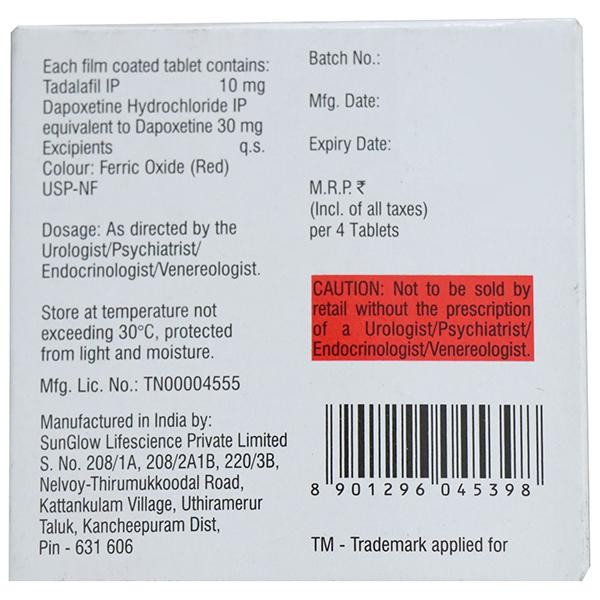 Each film coated tablet contains:
Tadalafil IP 10 mg
Dapoxetine Hydrochloride IP
equivalent to Dapoxetine 30 mg
Excipients q.s.
Colour: Ferric Oxide (Red)
USP-NF
Dosage: As directed by the
Urologist/Psychiatrist/
Endocrinologist/Venereologist.
Store at temperature not
exceeding 30°C, protected
from light and moisture.
Mfg. Lic. No.: TN00004555
Manufactured in India by:
SunGlow Lifescience Private Limited
S. No. 208/1A, 208/2A1B, 220/3B,
Nelvoy-Thirumukkoodal Road,
Kattankulam Village, Uthiramerur
Taluk, Kancheepuram Dist,
Pin - 631 606
Batch No.:
Mfg. Date:
Expiry Date:
M.R.P. ₹
(Incl. of all taxes)
per 4 Tablets
CAUTION: Not to be sold by
retail without the prescription
of a Urologist/Psychiatrist/
Endocrinologist/Venereologist.
8 901296 045398
TM - Trademark applied for